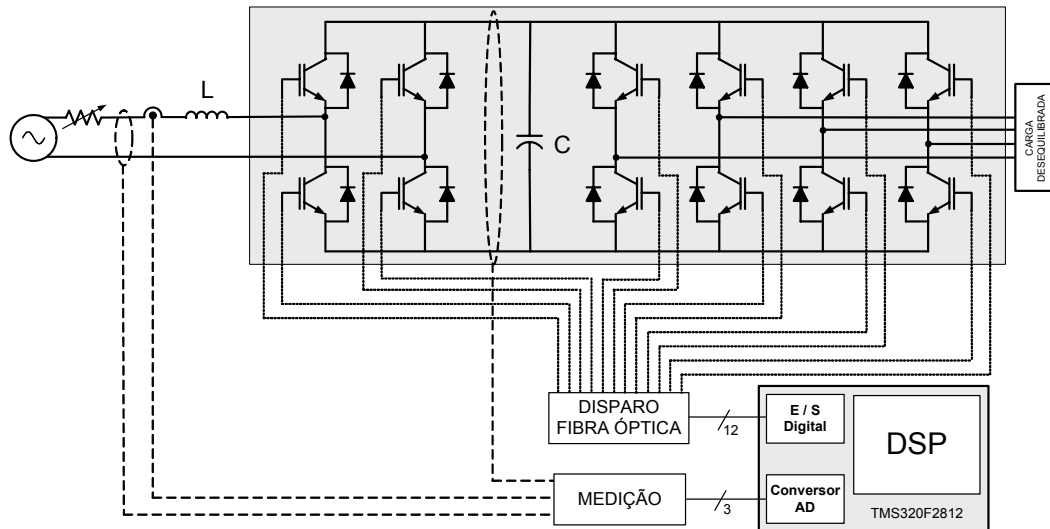 L
C
CARGA
DESEQUILIBRADA
DISPARO
FIBRA ÓPTICA
12
E / S
Digital
DSP
MEDIÇÃO
3
Conversor
AD
TMS320F2812